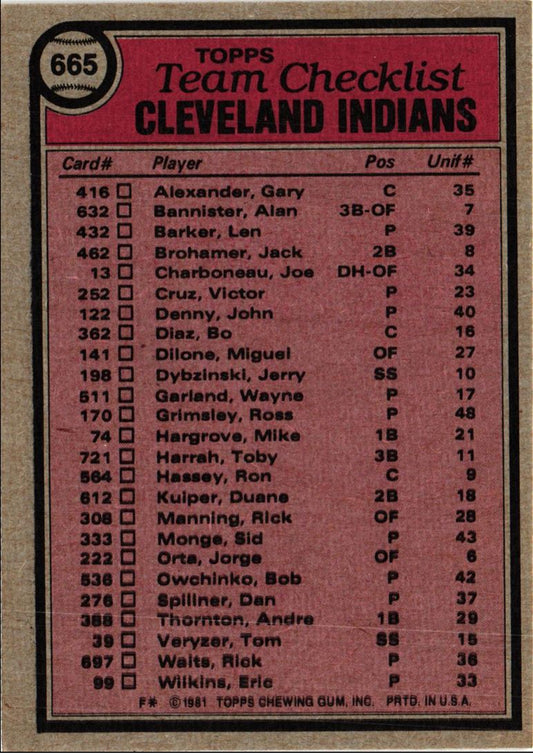 665
TOPPS
Team Checklist
CLEVELAND INDIANS
Card# Player Pos Unif#
416 □ Alexander, Gary C 35
632 □ Bannister, Alan 3B-OF 7
432 □ Barker, Len P 39
462 □ Brohamer, Jack 2B 8
13 □ Charboneau, Joe DH-OF 34
252 □ Cruz, Victor P 23
122 □ Denny, John P 40
362 □ Diaz, Bo C 16
141 □ Dilone, Miguel OF 27
198 □ Dybzinski, Jerry SS 10
511 □ Garland, Wayne P 17
170 □ Grimsley, Ross P 48
74 □ Hargrove, Mike 1B 21
721 □ Harrah, Toby 3B 11
564 □ Hassey, Ron C 9
612 □ Kuiper, Duane 2B 18
308 □ Manning, Rick OF 28
333 □ Monge, Sid P 43
222 □ Orta, Jorge OF 6
536 □ Owchinko, Bob P 42
276 □ Spillner, Dan P 37
388 □ Thornton, Andre 1B 29
39 □ Veryzer, Tom SS 15
697 □ Waits, Rick P 36
99 □ Wilkins, Eric P 33
F* ©1981 TOPPS CHEWING GUM, INC. PRTD. IN U.S.A.